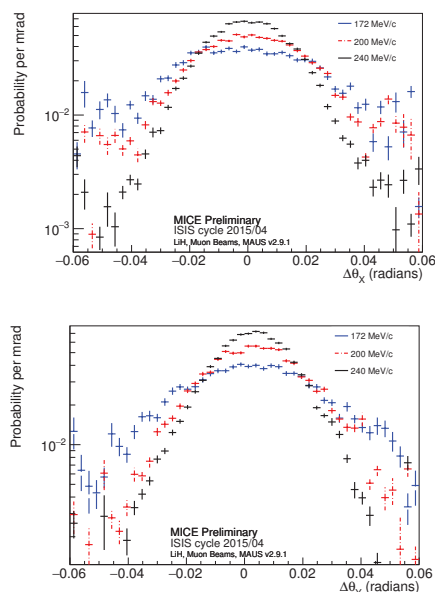 Probability per mrad
172 MeV/c
200 MeV/c
240 MeV/c
10⁻²
10⁻³
MICE Preliminary
ISIS cycle 2015/04
LiH, Muon Beams, MAUS v2.9.1
−0.06 −0.04 −0.02 0 0.02 0.04 0.06
Δθ_X (radians)
Probability per mrad
172 MeV/c
200 MeV/c
240 MeV/c
10⁻²
MICE Preliminary
ISIS cycle 2015/04
LiH, Muon Beams, MAUS v2.9.1
−0.06 −0.04 −0.02 0 0.02 0.04 0.06
(radians)